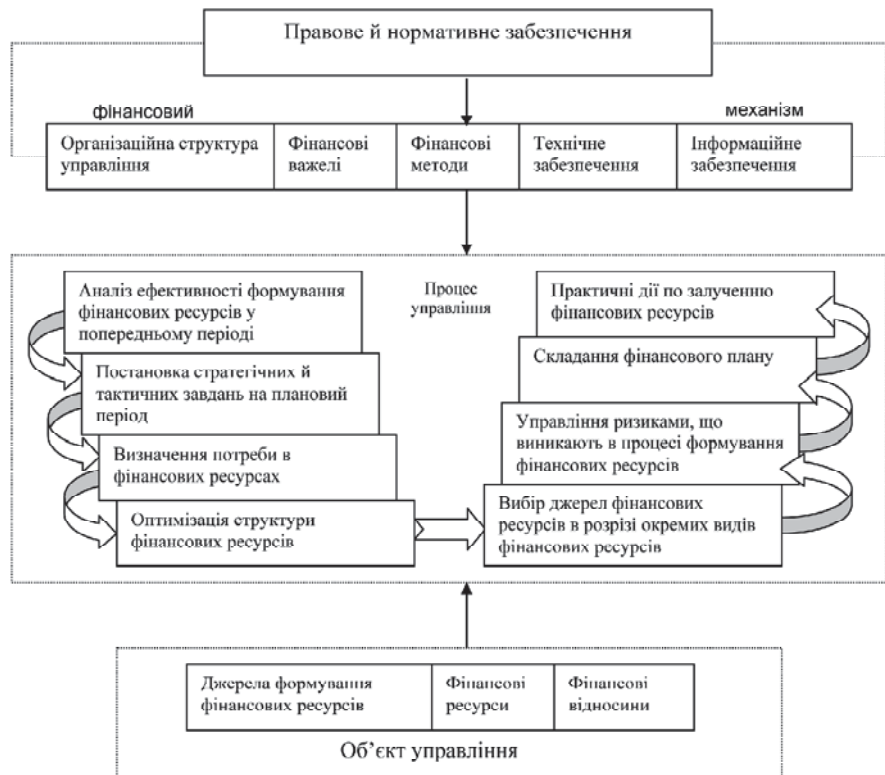 Правове й нормативне забезпечення
фінансовий
механізм
Організаційна структура
управління
Фінансові
важелі
Фінансові
методи
Технічне
забезпечення
Інформаційне
забезпечення
Процес
управління
Аналіз ефективності формування
фінансових ресурсів у
попередньому періоді
Постановка стратегічних й
тактичних завдань на плановий
період
Визначення потреби в
фінансових ресурсах
Оптимізація структури
фінансових ресурсів
Вибір джерел фінансових
ресурсів в розрізі окремих видів
фінансових ресурсів
Управління ризиками, що
виникають в процесі формування
фінансових ресурсів
Складання фінансового плану
Практичні дії по залученню
фінансових ресурсів
Джерела формування
фінансових ресурсів
Фінансові
ресурси
Фінансові
відносини
Об’єкт управління